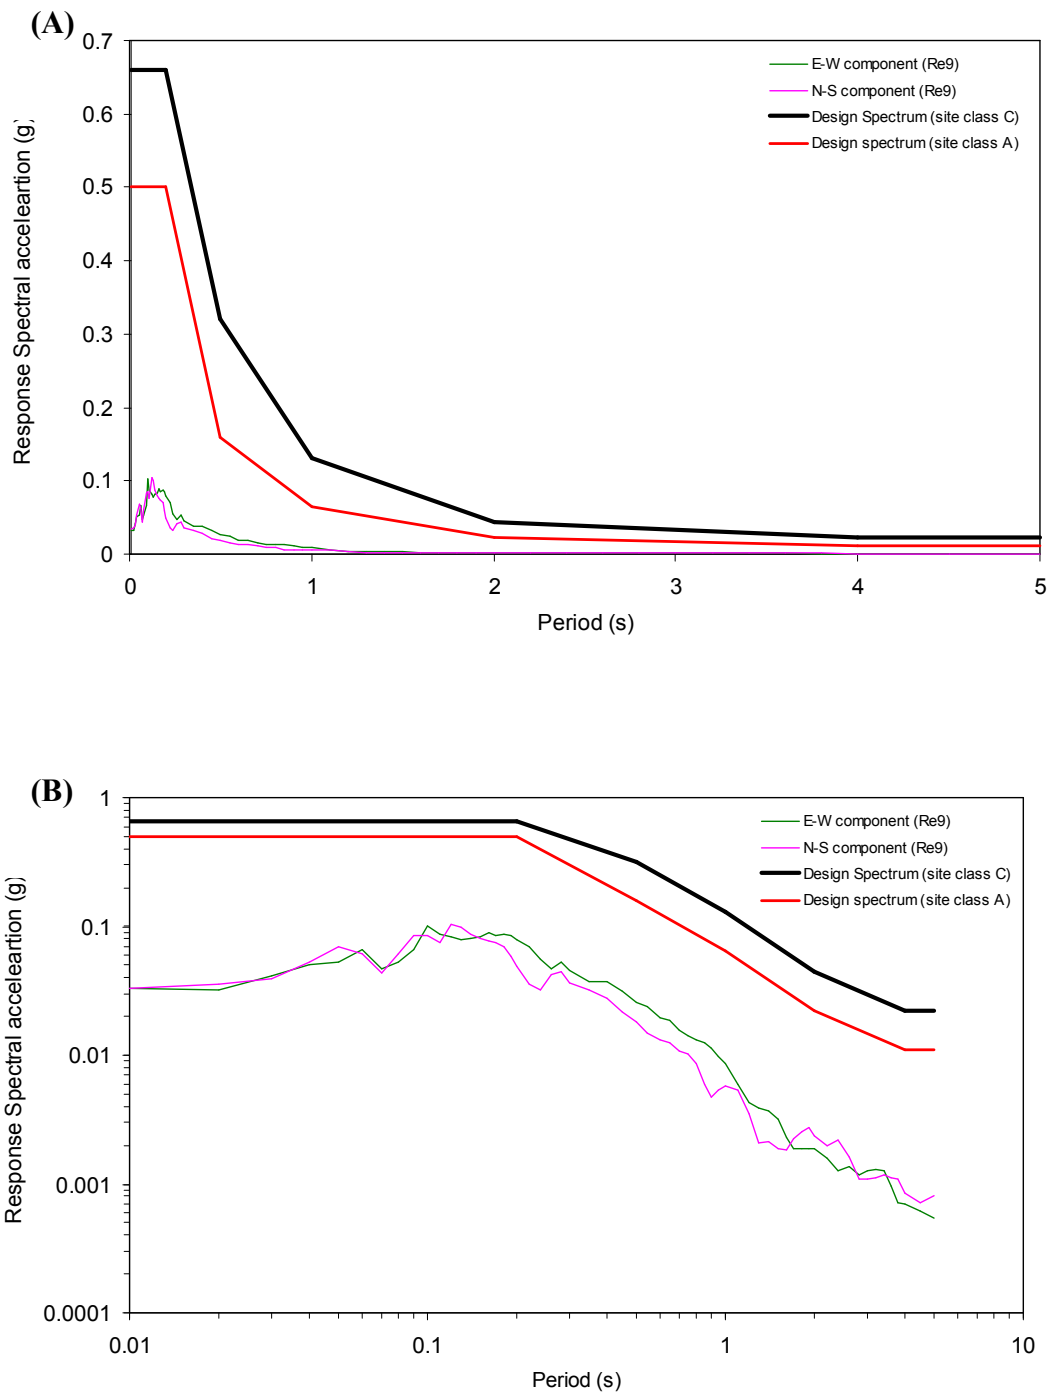 (A)
0.7
0.6
0.5
0.4
0.3
0.2
0.1
0
Response Spectral acceleartion (g)
E-W component (Re9)
N-S component (Re9)
Design Spectrum (site class C)
Design spectrum (site class A)
0 1 2 3 4 5
Period (s)
(B)
1
0.1
0.01
0.001
0.0001
Response Spectral acceleartion (g)
E-W component (Re9)
N-S component (Re9)
Design Spectrum (site class C)
Design spectrum (site class A)
0.01 0.1 1 10
Period (s)